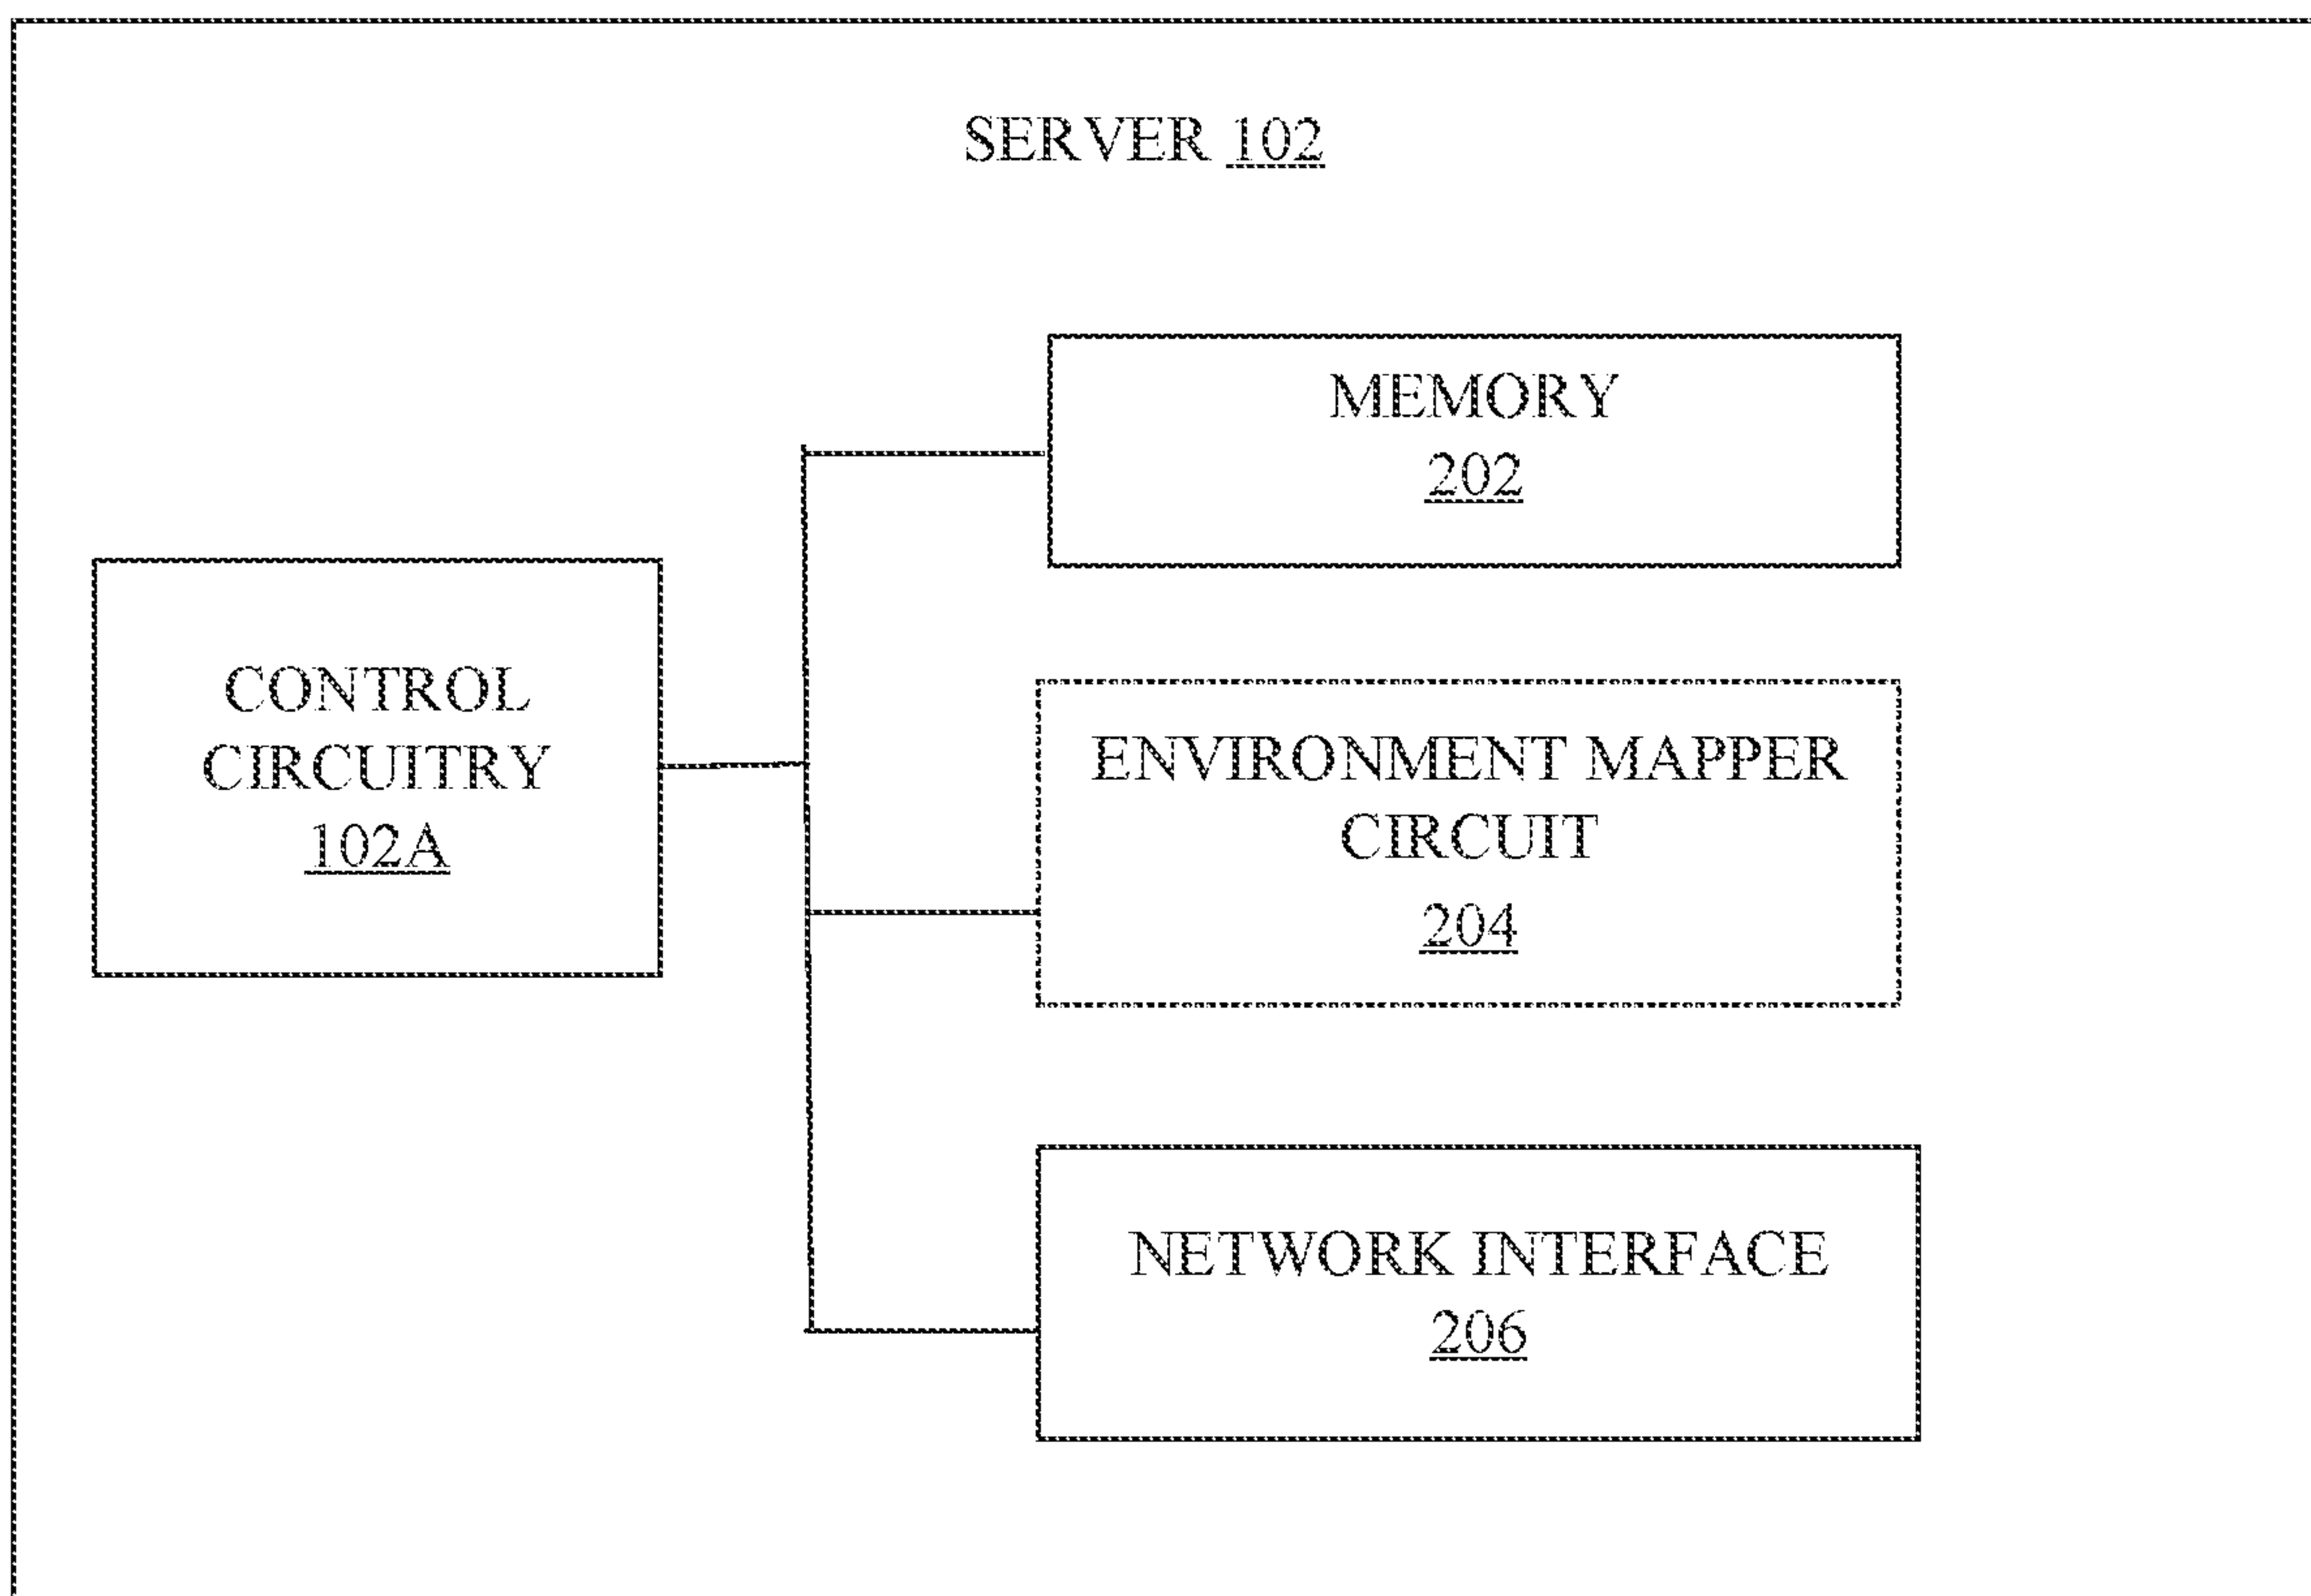 SERVER 102
MEMORY
202
CONTROL
CIRCUITRY
102A
ENVIRONMENT MAPPER
CIRCUIT
204
NETWORK INTERFACE
206